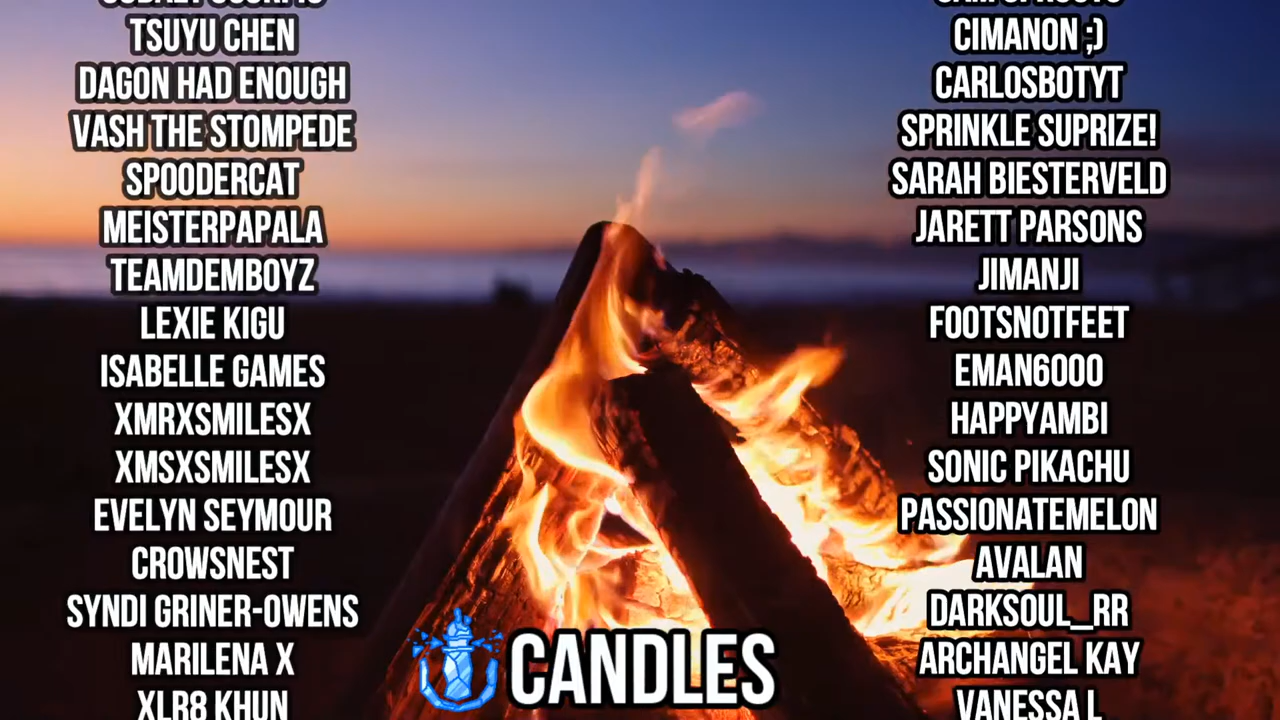 TSUYU CHEN
DAGON HAD ENOUGH
VASH THE STOMPEDE
SPOODERCAT
MEISTERPAPALA
TEAMDEMBOYZ
LEXIE KIGU
ISABELLE GAMES
XMRXSMILESX
XMSXSMILESX
EVELYN SEYMOUR
CROWSNEST
SYNDI GRINER-OWENS
MARILENA X
XLR8 KHUN
CIMANON ;)
CARLOSBOTYT
SPRINKLE SUPRIZE!
SARAH BIESTERVELD
JARETT PARSONS
JIMANJI
FOOTSNOTFEET
EMAN6000
HAPPYAMBI
SONIC PIKACHU
PASSIONATEMELON
AVALAN
DARKSOUL_RR
ARCHANGEL KAY
VANESSA L
CANDLES